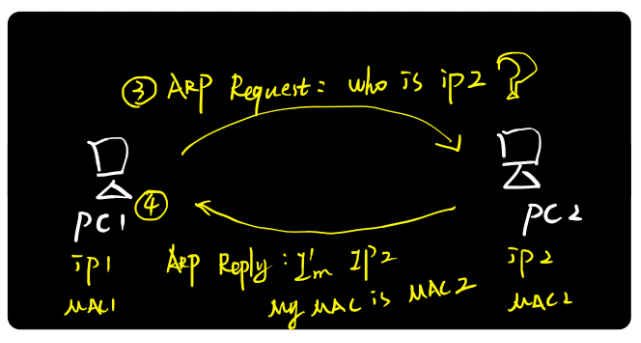 ③ ARP Request: who is ip2 ?
PC1
④
PC2
ip1
ARP Reply: I'm IP2
ip2
MAC1
My MAC is MAC2
MAC2